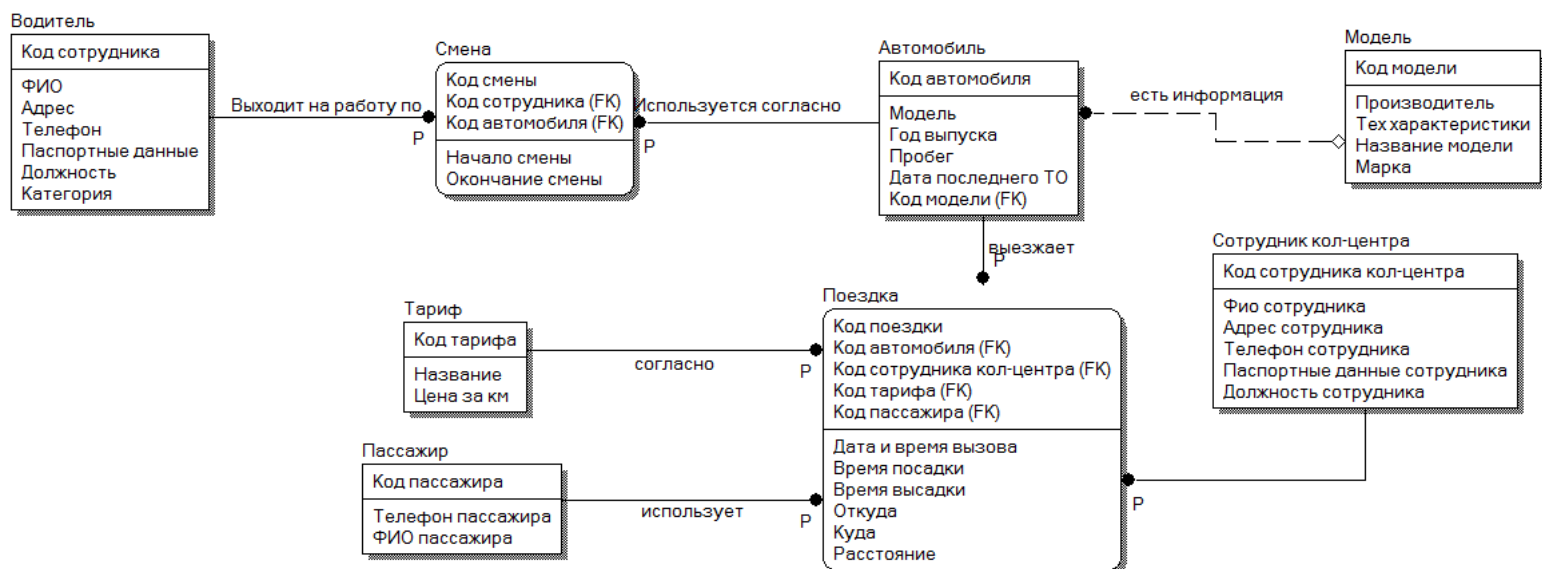 Водитель
Код сотрудника
ФИО
Адрес
Телефон
Паспортные данные
Должность
Категория
Выходит на работу по
P
Смена
Код смены
Код сотрудника (FK)
Код автомобиля (FK)
Начало смены
Окончание смены
Используется согласно
P
Автомобиль
Код автомобиля
Модель
Год выпуска
Пробег
Дата последнего ТО
Код модели (FK)
есть информация
Модель
Код модели
Производитель
Тех характеристики
Название модели
Марка
выезжает
P
Сотрудник кол-центра
Код сотрудника кол-центра
Фио сотрудника
Адрес сотрудника
Телефон сотрудника
Паспортные данные сотрудника
Должность сотрудника
P
Тариф
Код тарифа
Название
Цена за км
согласно
P
Поездка
Код поездки
Код автомобиля (FK)
Код сотрудника кол-центра (FK)
Код тарифа (FK)
Код пассажира (FK)
Дата и время вызова
Время посадки
Время высадки
Откуда
Куда
Расстояние
Пассажир
Код пассажира
Телефон пассажира
ФИО пассажира
использует
P